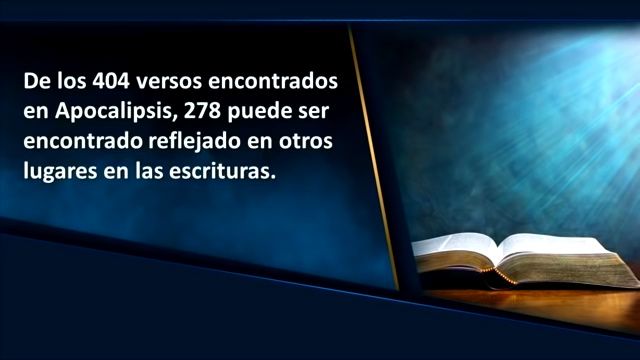 De los 404 versos encontrados
en Apocalipsis, 278 puede ser
encontrado reflejado en otros
lugares en las escrituras.